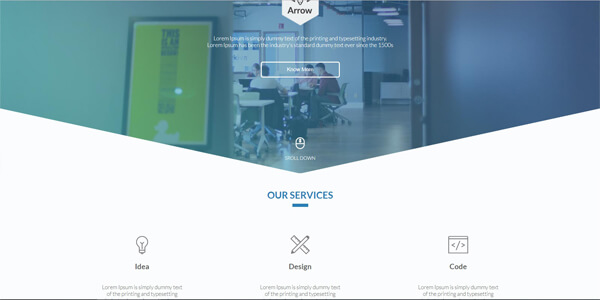 Arrow
Lorem Ipsum is simply dummy text of the printing and typesetting industry.
Lorem Ipsum has been the industry's standard dummy text ever since the 1500s
Know More
THIS
IS AN
SCROLL DOWN
OUR SERVICES
Idea
Design
Code
Lorem Ipsum is simply dummy text
of the printing and typesetting
Lorem Ipsum is simply dummy text
of the printing and typesetting
Lorem Ipsum is simply dummy text
of the printing and typesetting